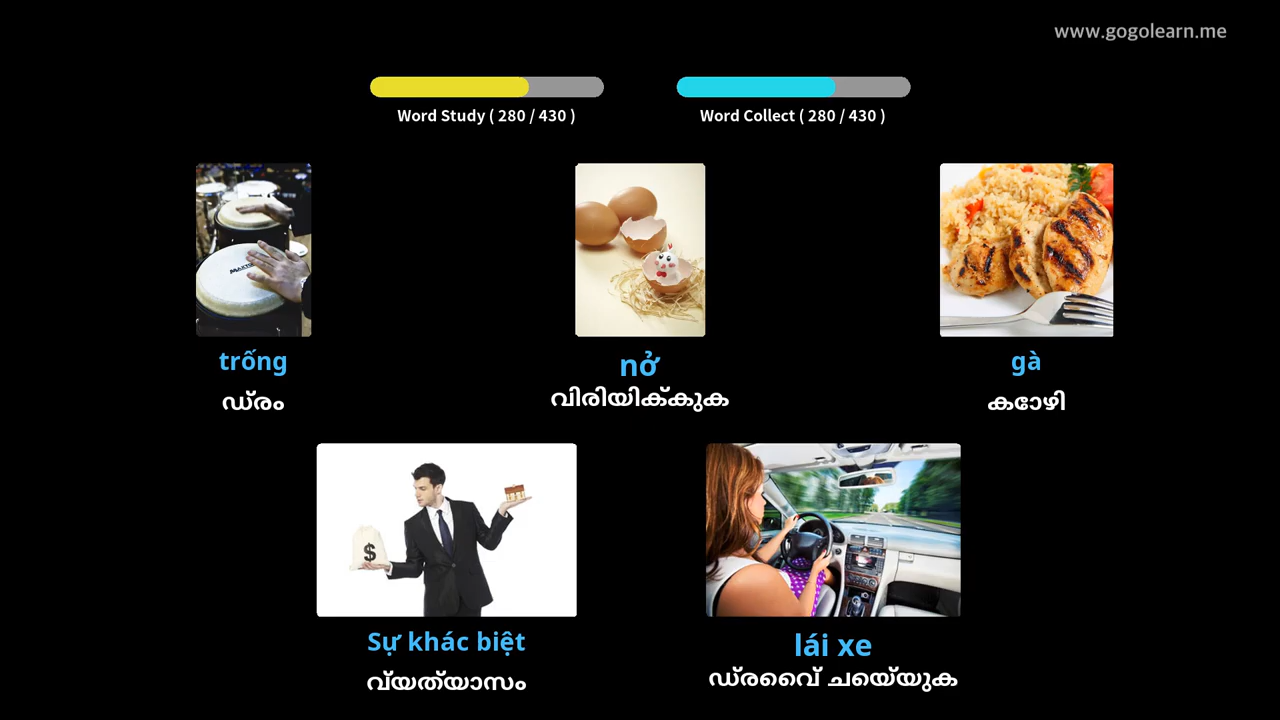 www.gogolearn.me
Word Study ( 280 / 430 )
Word Collect ( 280 / 430 )
trống
nở
gà
ഡ്രം
വിരിയിക്കുക
കോഴി
$
Sự khác biệt
lái xe
വ്യത്യാസം
ഡ്രൈവ് ചെയ്യുക